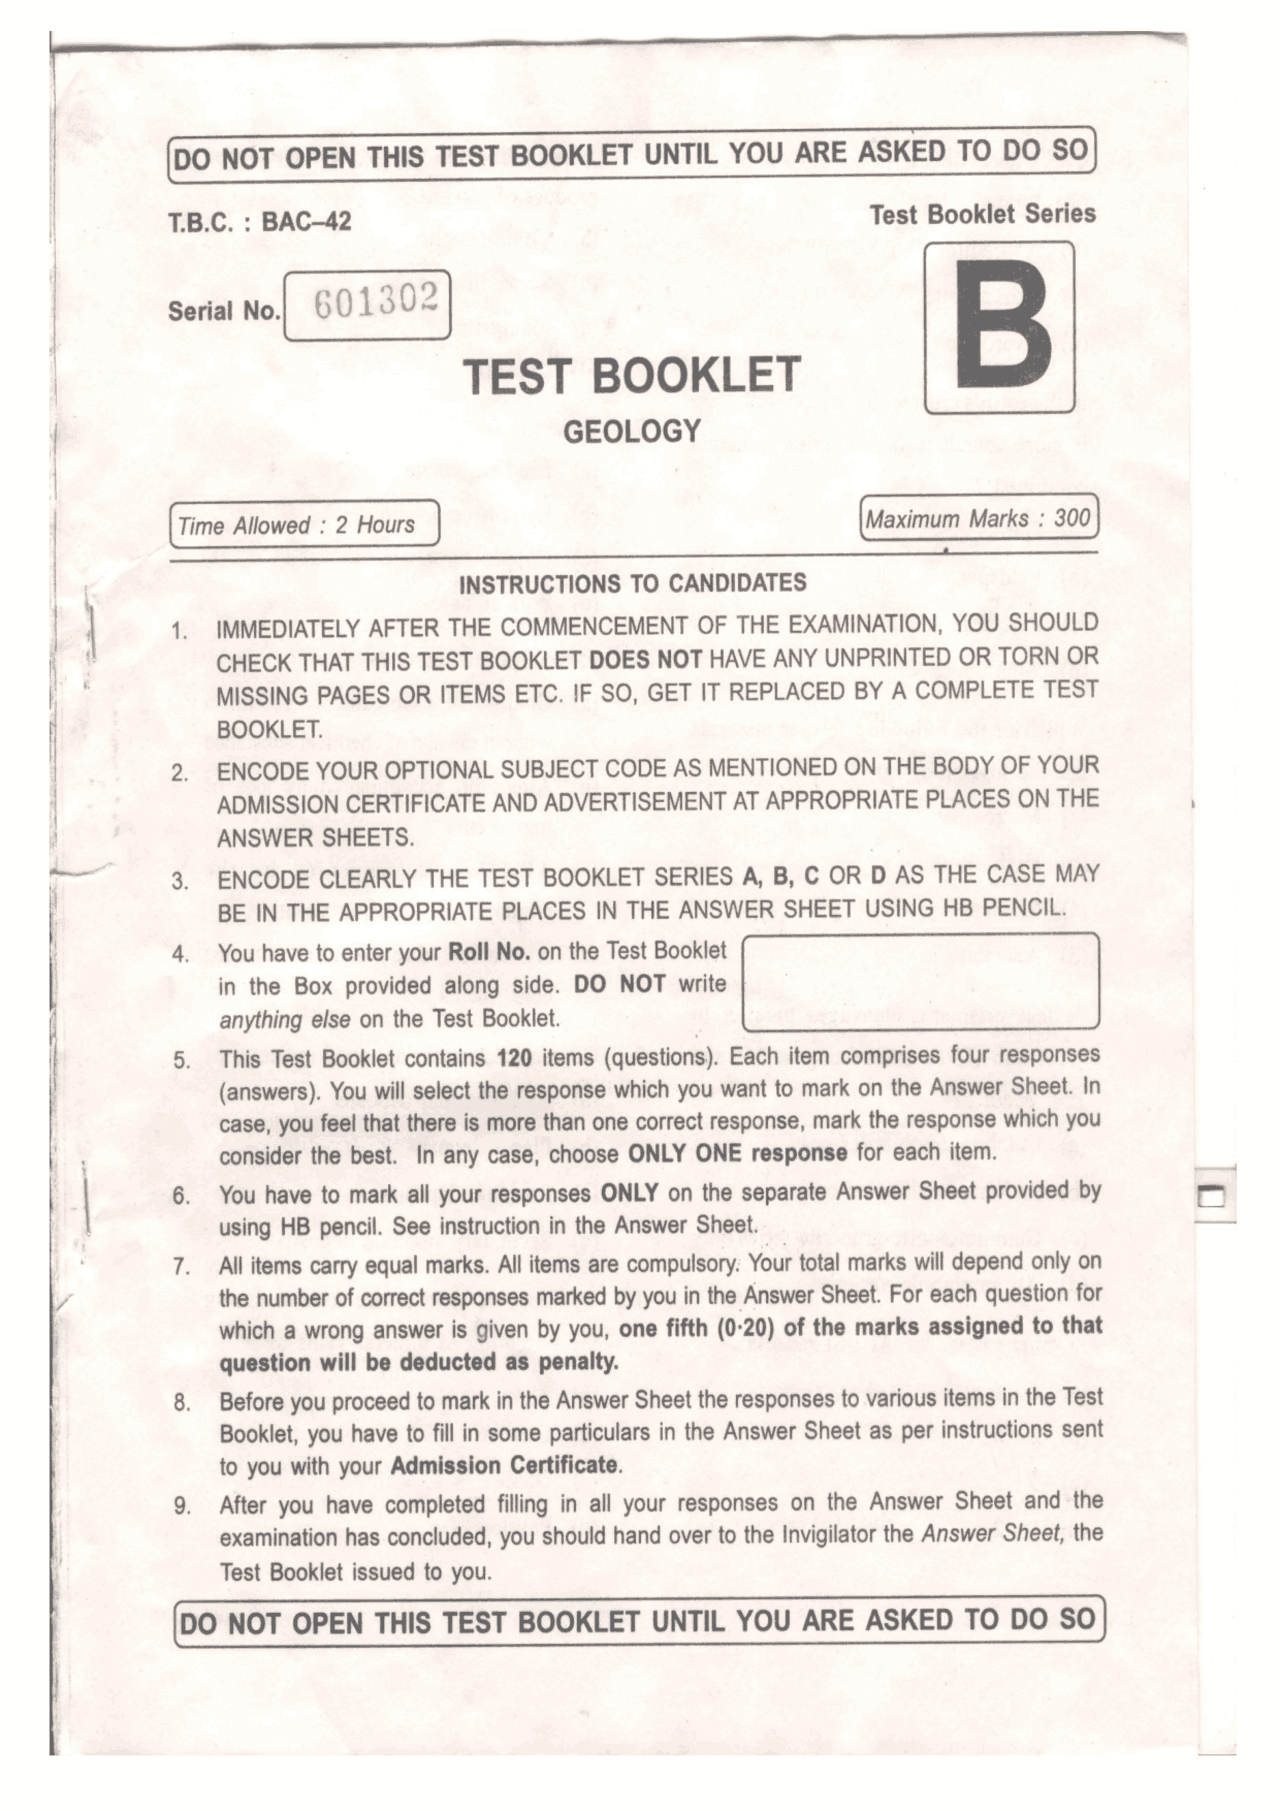 DO NOT OPEN THIS TEST BOOKLET UNTIL YOU ARE ASKED TO DO SO
T.B.C. : BAC–42
Test Booklet Series
B
Serial No. 601302
TEST BOOKLET
GEOLOGY
Time Allowed : 2 Hours
Maximum Marks : 300
INSTRUCTIONS TO CANDIDATES
1. IMMEDIATELY AFTER THE COMMENCEMENT OF THE EXAMINATION, YOU SHOULD
CHECK THAT THIS TEST BOOKLET DOES NOT HAVE ANY UNPRINTED OR TORN OR
MISSING PAGES OR ITEMS ETC. IF SO, GET IT REPLACED BY A COMPLETE TEST
BOOKLET.
2. ENCODE YOUR OPTIONAL SUBJECT CODE AS MENTIONED ON THE BODY OF YOUR
ADMISSION CERTIFICATE AND ADVERTISEMENT AT APPROPRIATE PLACES ON THE
ANSWER SHEETS.
3. ENCODE CLEARLY THE TEST BOOKLET SERIES A, B, C OR D AS THE CASE MAY
BE IN THE APPROPRIATE PLACES IN THE ANSWER SHEET USING HB PENCIL.
4. You have to enter your Roll No. on the Test Booklet
in the Box provided along side. DO NOT write
anything else on the Test Booklet.
5. This Test Booklet contains 120 items (questions). Each item comprises four responses
(answers). You will select the response which you want to mark on the Answer Sheet. In
case, you feel that there is more than one correct response, mark the response which you
consider the best. In any case, choose ONLY ONE response for each item.
6. You have to mark all your responses ONLY on the separate Answer Sheet provided by
using HB pencil. See instruction in the Answer Sheet.
7. All items carry equal marks. All items are compulsory. Your total marks will depend only on
the number of correct responses marked by you in the Answer Sheet. For each question for
which a wrong answer is given by you, one fifth (0·20) of the marks assigned to that
question will be deducted as penalty.
8. Before you proceed to mark in the Answer Sheet the responses to various items in the Test
Booklet, you have to fill in some particulars in the Answer Sheet as per instructions sent
to you with your Admission Certificate.
9. After you have completed filling in all your responses on the Answer Sheet and the
examination has concluded, you should hand over to the Invigilator the Answer Sheet, the
Test Booklet issued to you.
DO NOT OPEN THIS TEST BOOKLET UNTIL YOU ARE ASKED TO DO SO